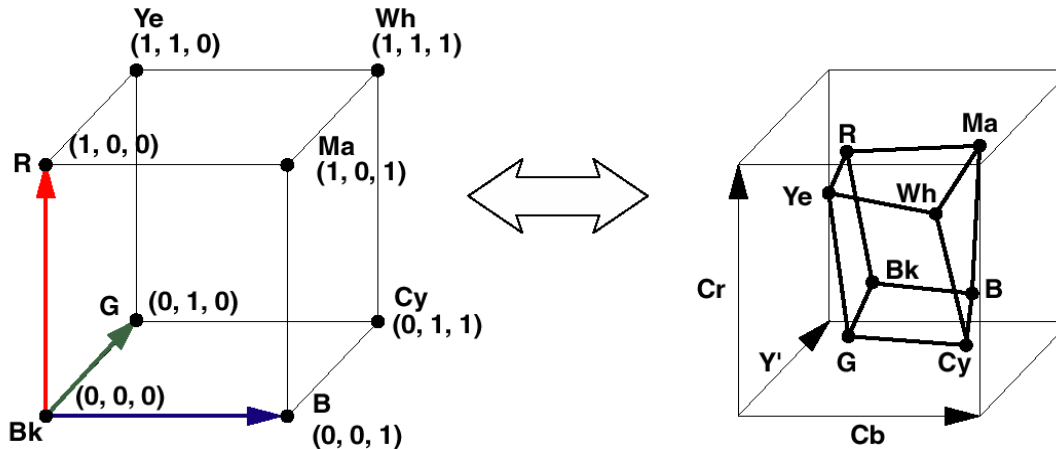 Ye
(1, 1, 0)
Wh
(1, 1, 1)
R
(1, 0, 0)
Ma
(1, 0, 1)
G
(0, 1, 0)
Cy
(0, 1, 1)
Bk
(0, 0, 0)
B
(0, 0, 1)
R
Ma
Ye
Wh
Bk
B
Cr
G
Cy
Y'
Cb